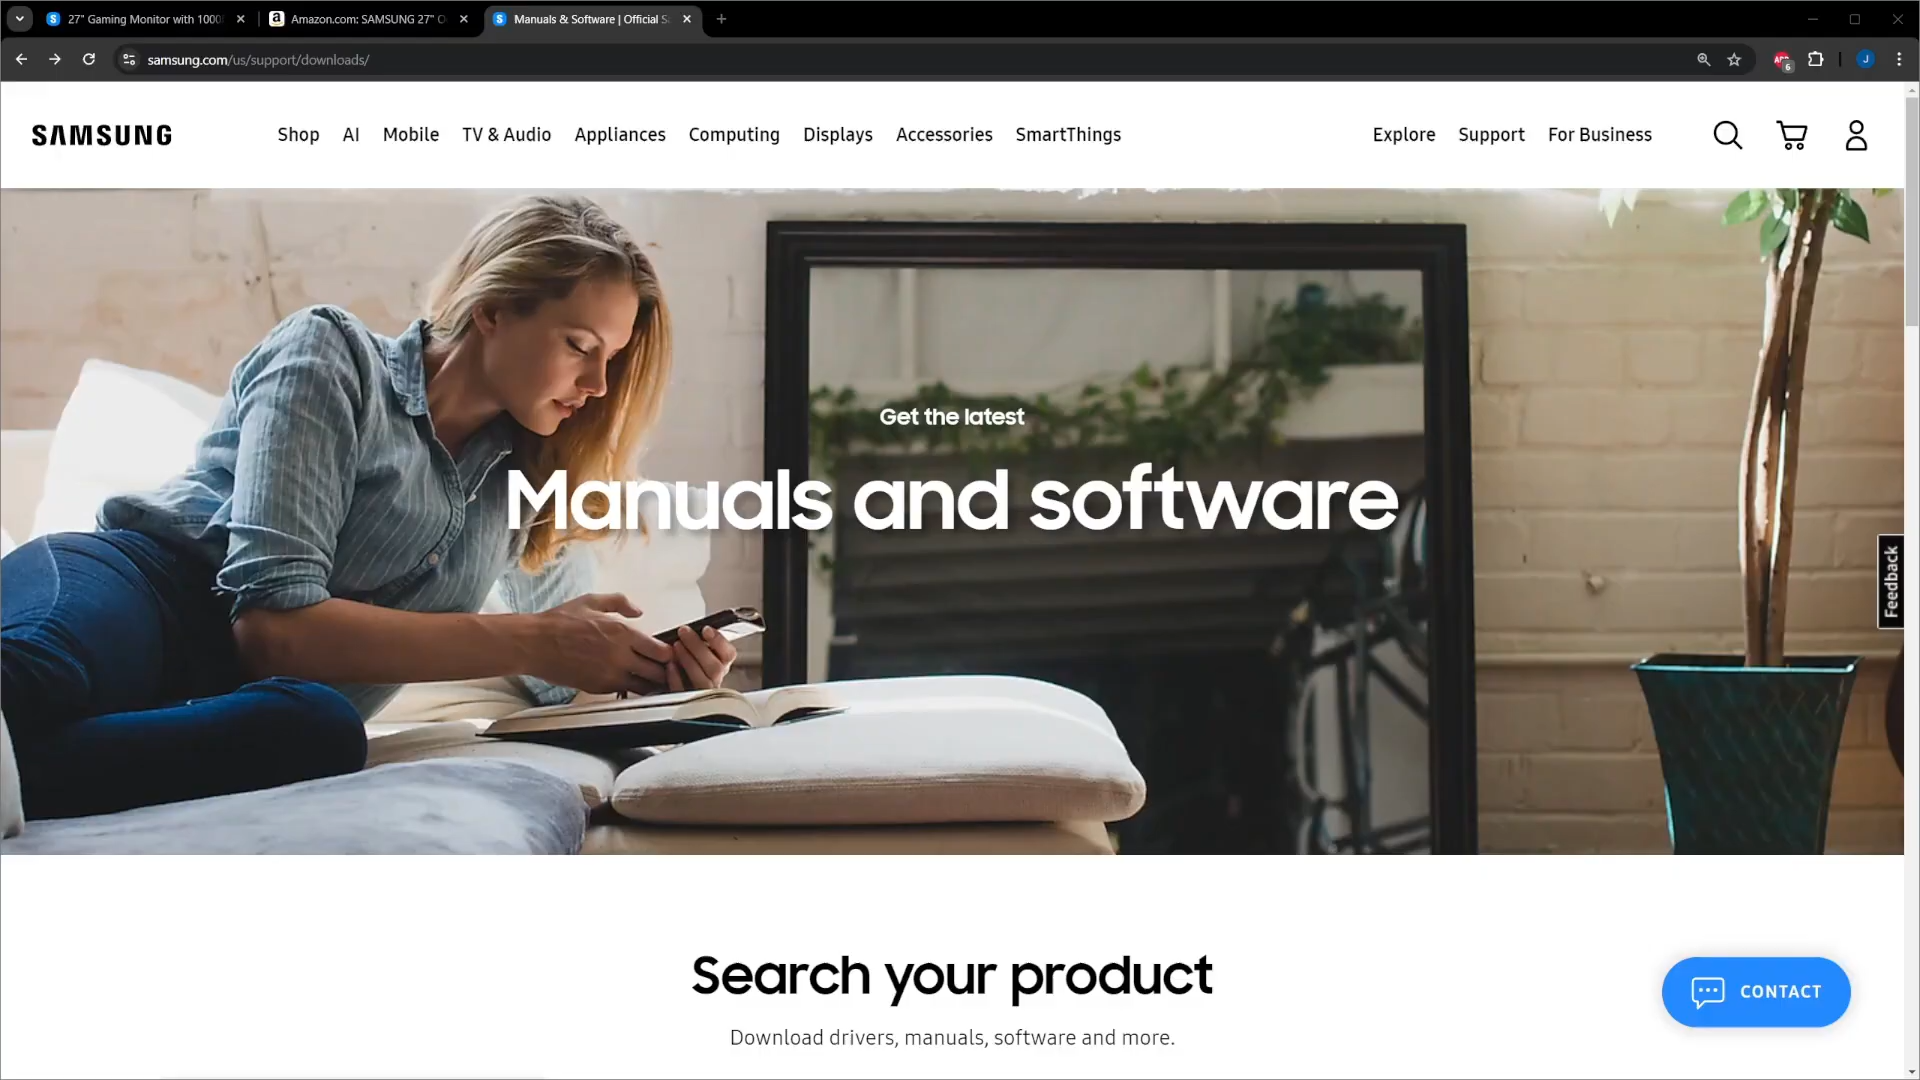 27" Gaming Monitor with 1000
Amazon.com: SAMSUNG 27" O
Manuals & Software | Official S
samsung.com/us/support/downloads/
6
J
SAMSUNG
Shop
AI
Mobile
TV & Audio
Appliances
Computing
Displays
Accessories
SmartThings
Explore
Support
For Business
Get the latest
Manuals and software
Feedback
Search your product
Download drivers, manuals, software and more.
CONTACT